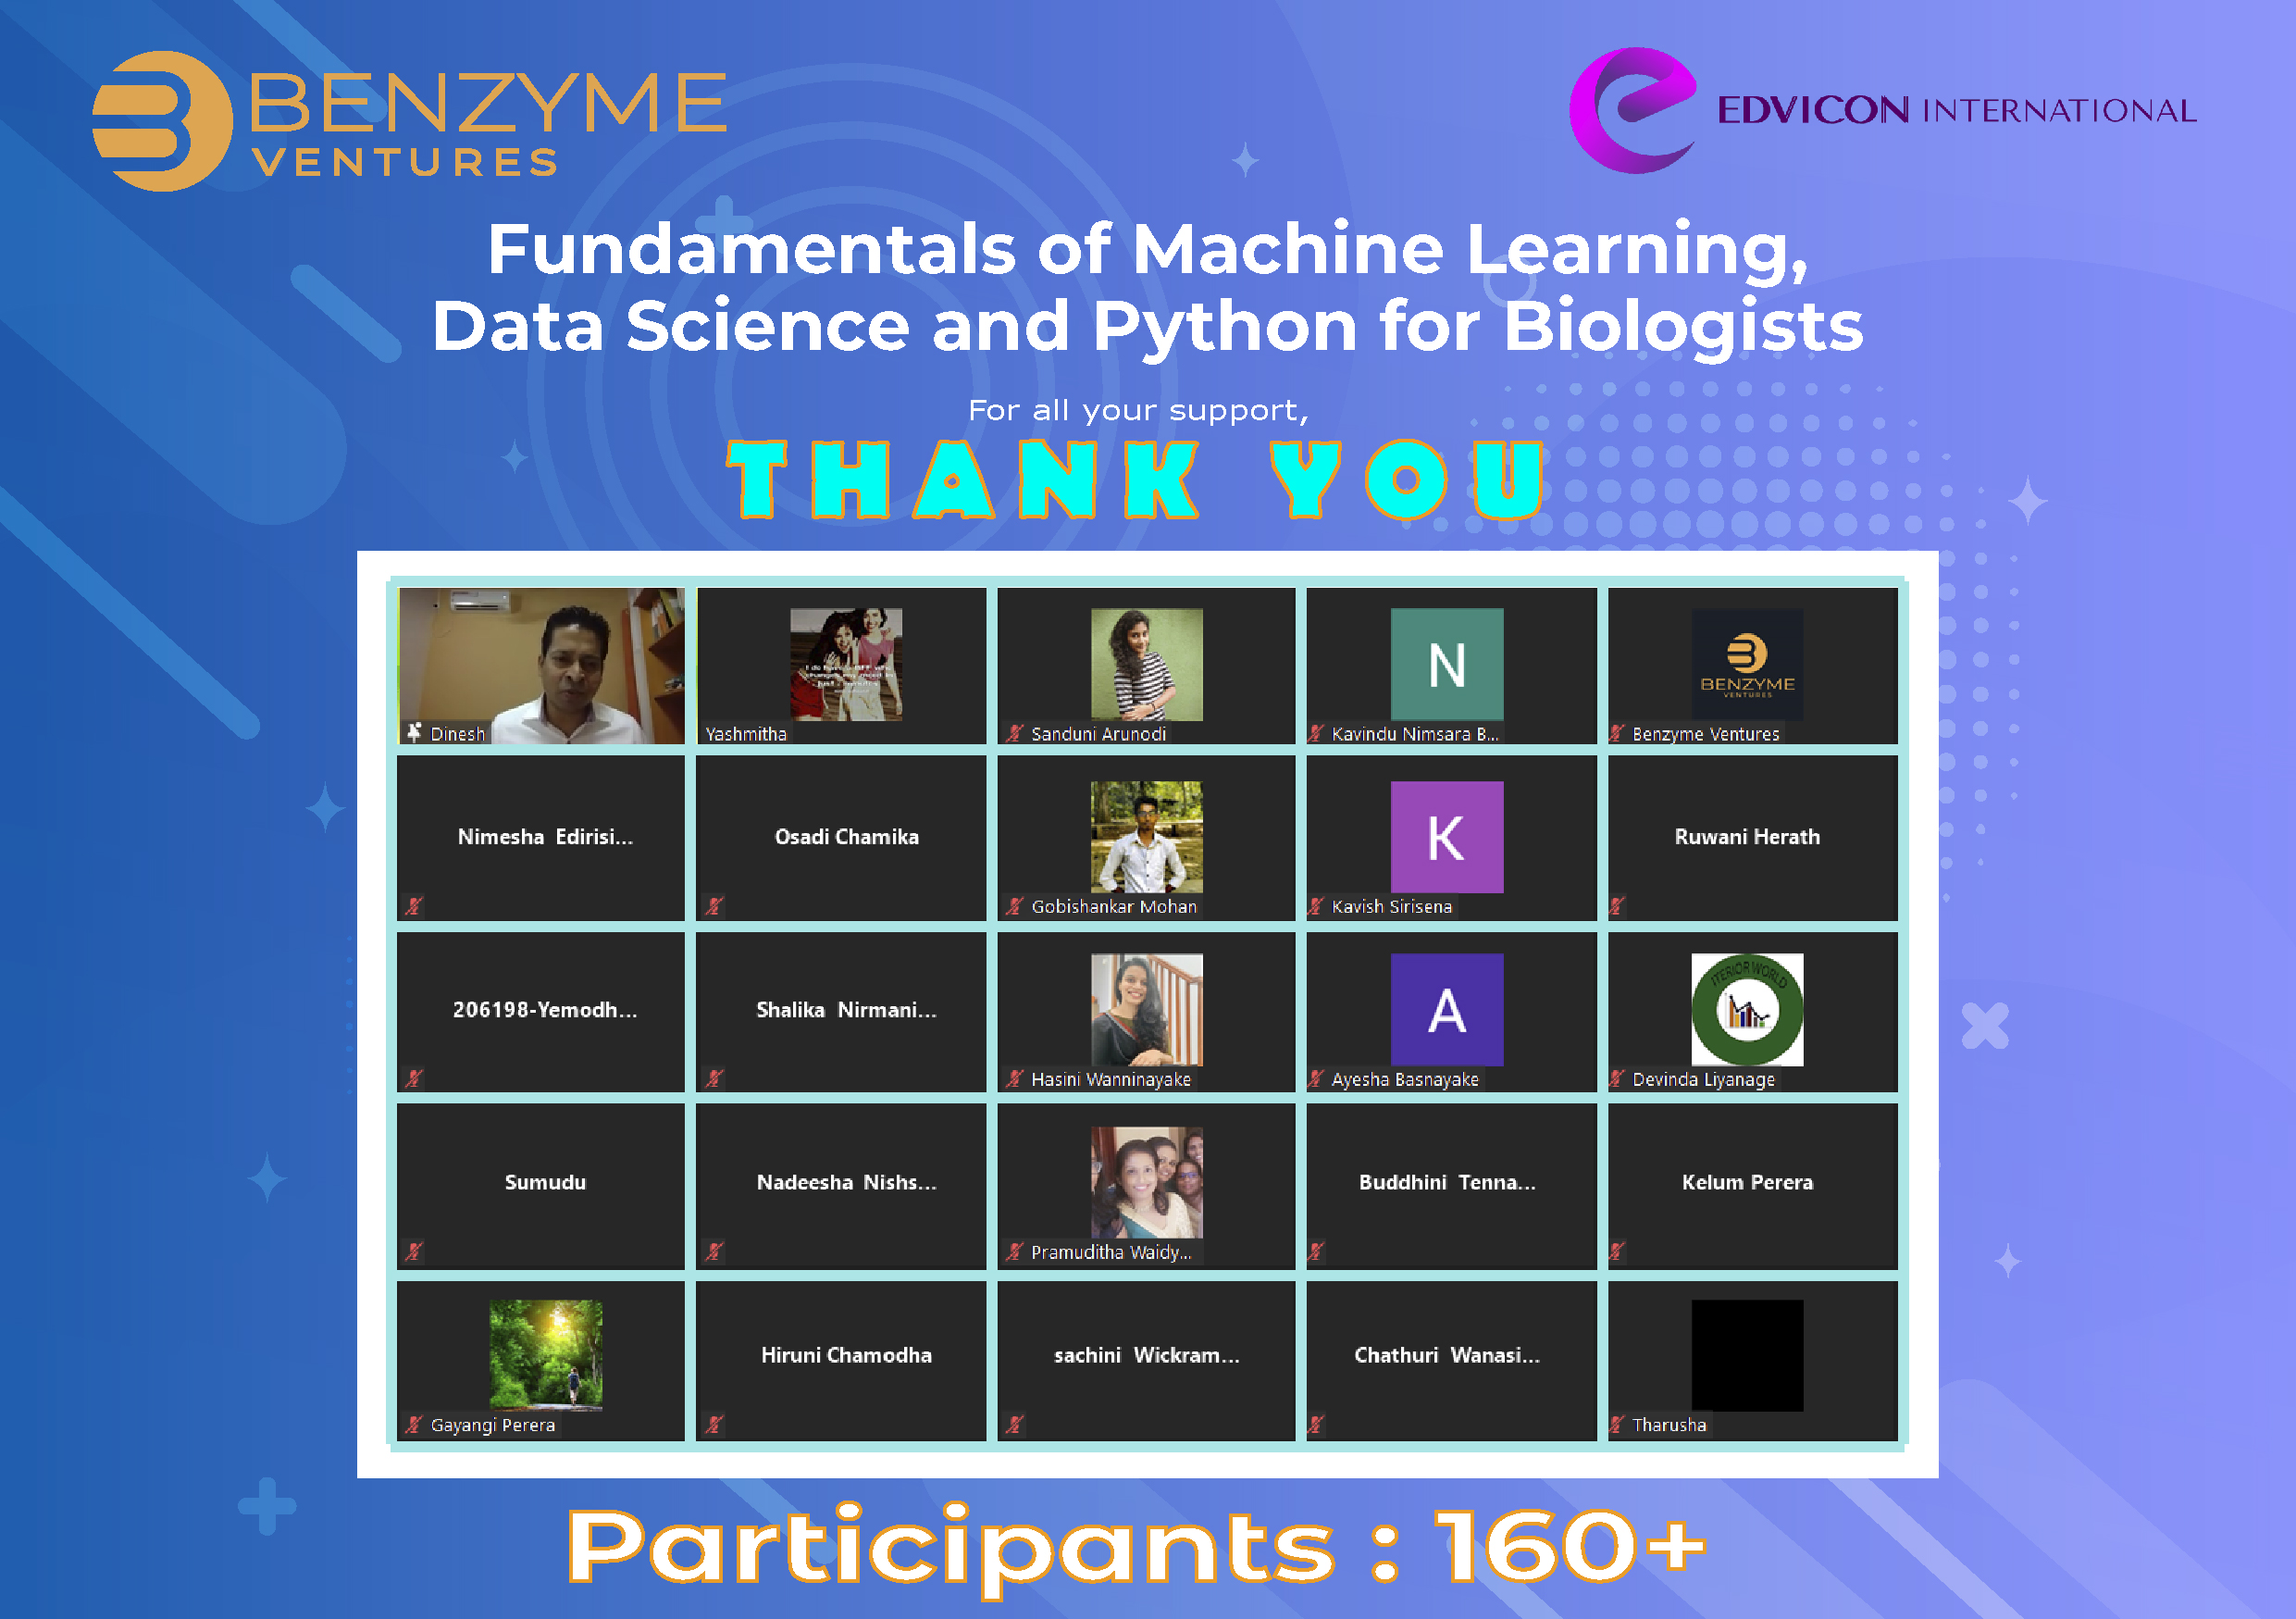 BENZYME
VENTURES
EDVICON INTERNATIONAL
Fundamentals of Machine Learning,
Data Science and Python for Biologists
For all your support,
THANK YOU
Dinesh
Yashmitha
Sanduni Arunodi
N
Kavindu Nimsara B...
BENZYME
VENTURES
Benzyme Ventures
Nimesha Edirisi...
Osadi Chamika
Gobishankar Mohan
K
Kavish Sirisena
Ruwani Herath
206198-Yemodh...
Shalika Nirmani...
Hasini Wanninayake
A
Ayesha Basnayake
ITERIOR WORLD
Devinda Liyanage
Sumudu
Nadeesha Nishs...
Pramuditha Waidy...
Buddhini Tenna...
Kelum Perera
Gayangi Perera
Hiruni Chamodha
sachini Wickram...
Chathuri Wanasi...
Tharusha
Participants : 160+